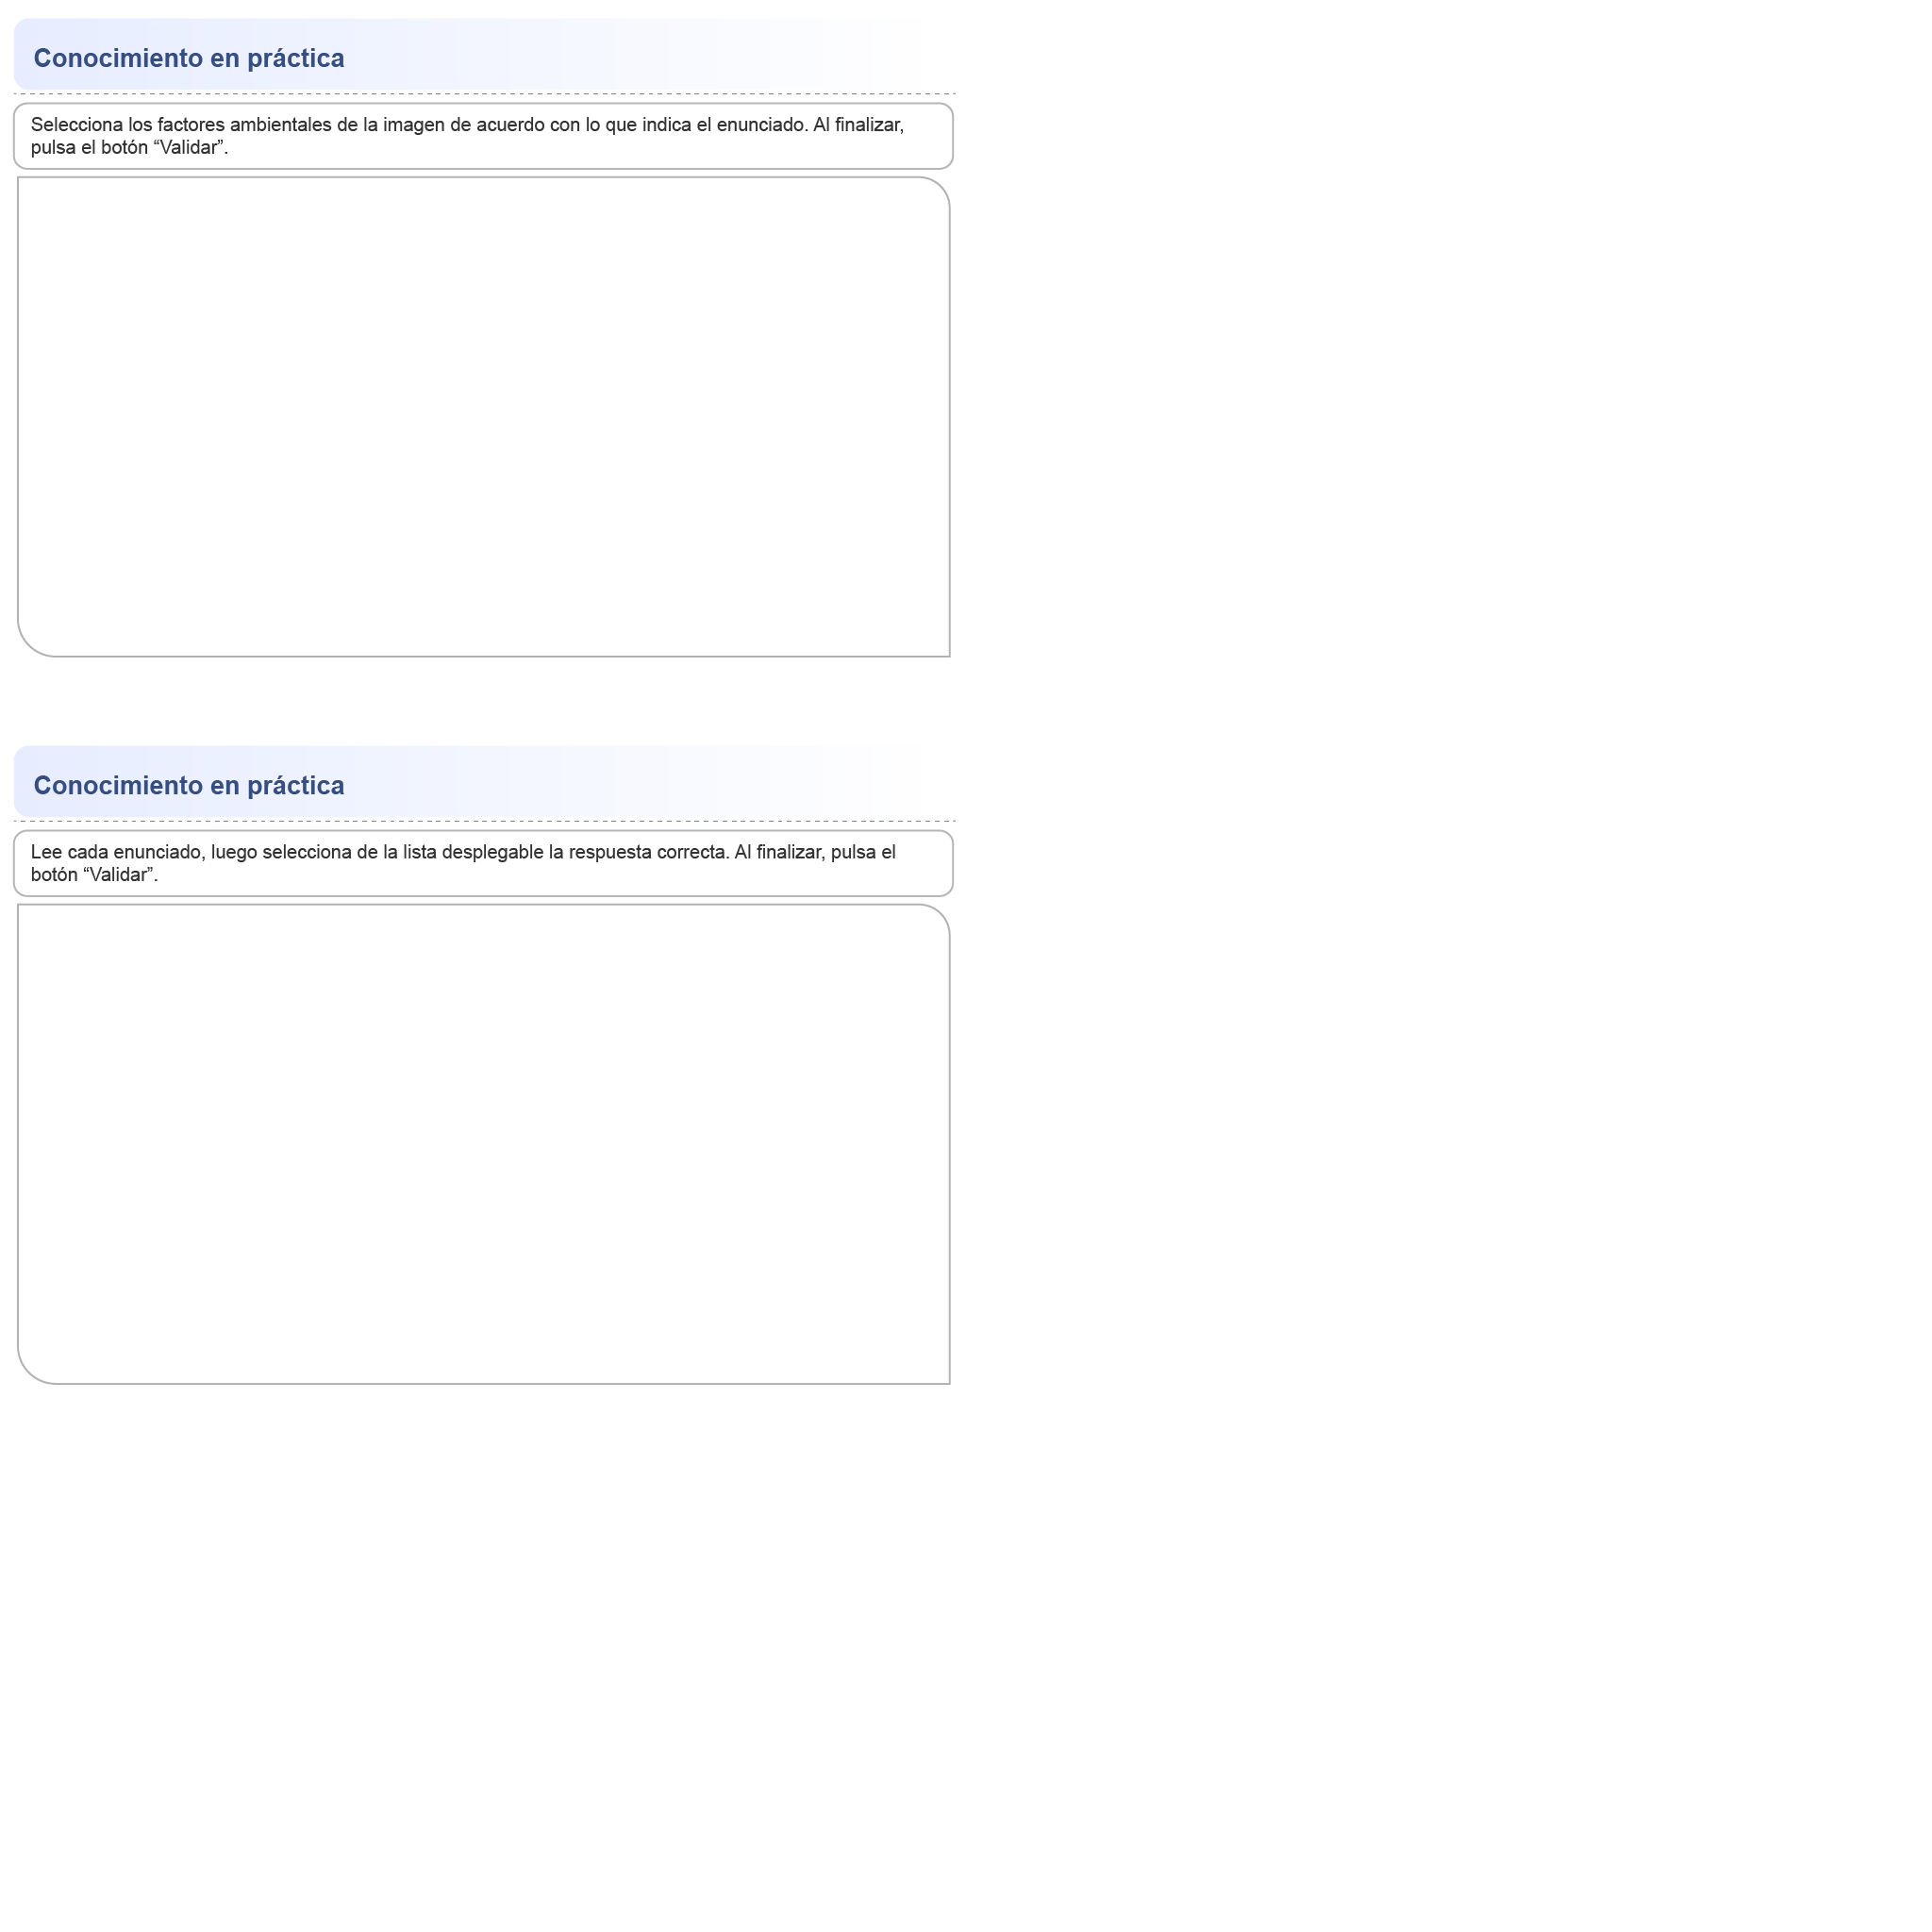 Conocimiento en práctica
Selecciona los factores ambientales de la imagen de acuerdo con lo que indica el enunciado. Al finalizar,
pulsa el botón “Validar”.
Conocimiento en práctica
Lee cada enunciado, luego selecciona de la lista desplegable la respuesta correcta. Al finalizar, pulsa el
botón “Validar”.